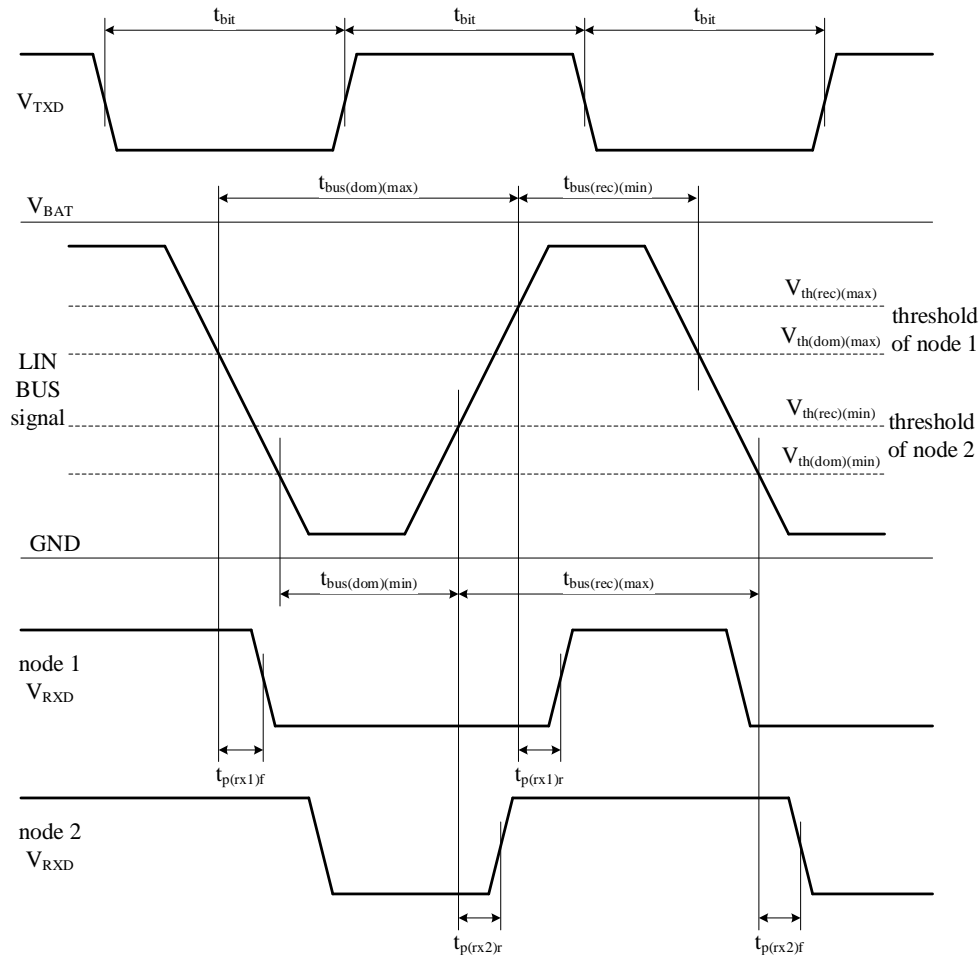 t_bit t_bit t_bit
V_TXD
t_bus(dom)(max) t_bus(rec)(min)
V_BAT
V_th(rec)(max)
threshold
of node 1
V_th(dom)(max)
LIN
BUS
signal
V_th(rec)(min)
threshold
of node 2
V_th(dom)(min)
GND
t_bus(dom)(min) t_bus(rec)(max)
node 1
V_RXD
t_p(rx1)f t_p(rx1)r
node 2
V_RXD
t_p(rx2)r t_p(rx2)f